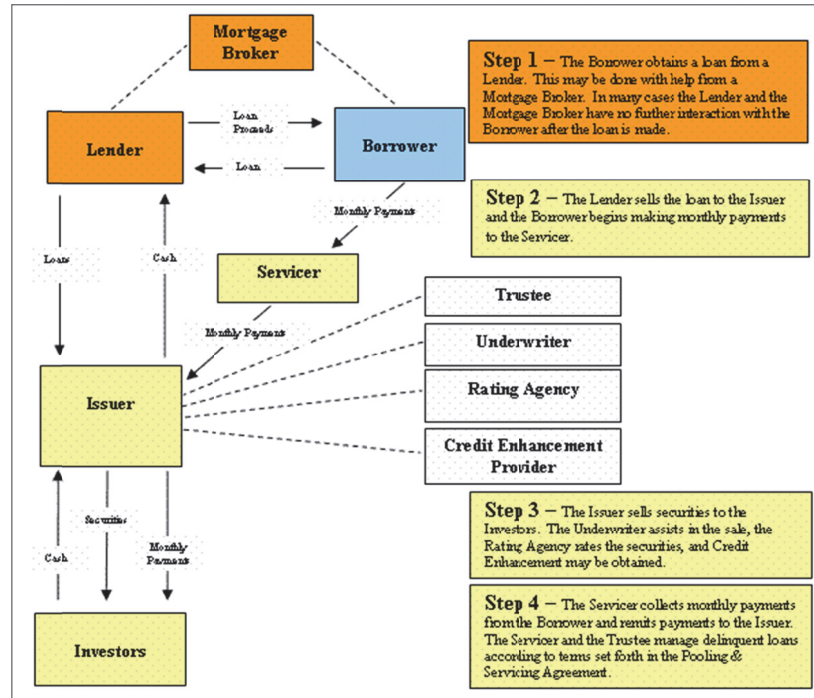 Mortgage
Broker
Step 1 – The Borrower obtains a loan from a
Lender. This may be done with help from a
Mortgage Broker. In many cases the Lender and the
Mortgage Broker have no further interaction with the
Borrower after the loan is made.
Loan
Proceeds
Lender
Borrower
Loan
Step 2 – The Lender sells the loan to the Issuer
and the Borrower begins making monthly payments
to the Servicer.
Monthly Payments
Loans
Cash
Servicer
Trustee
Monthly Payments
Underwriter
Rating Agency
Issuer
Credit Enhancement
Provider
Step 3 – The Issuer sells securities to the
Investors. The Underwriter assists in the sale, the
Rating Agency rates the securities, and Credit
Enhancement may be obtained.
Securities
Cash
Monthly
Payments
Step 4 – The Servicer collects monthly payments
from the Borrower and remits payments to the Issuer.
The Servicer and the Trustee manage delinquent loans
according to terms set forth in the Pooling &
Servicing Agreement.
Investors